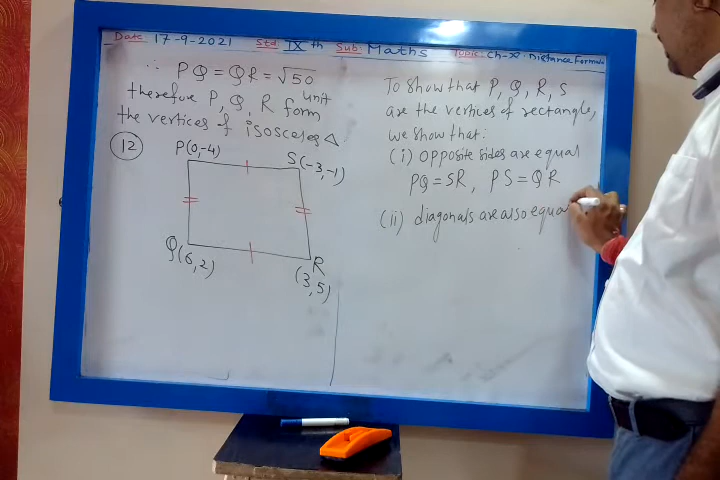 Date 17-9-2021 Std IXth Sub: Maths Topic: Ch-28. Distance Formula
∴ PQ = QR = √50 unit
therefore P, Q, R form
the vertices of isosceles △.
12
P(0,-4)
S(-3,-1)
Q(6,2)
R
(3,5)
To show that P, Q, R, S
are the vertices of rectangle,
we show that:
(i) opposite sides are equal
PQ = SR, PS = QR
(ii) diagonals are also equal